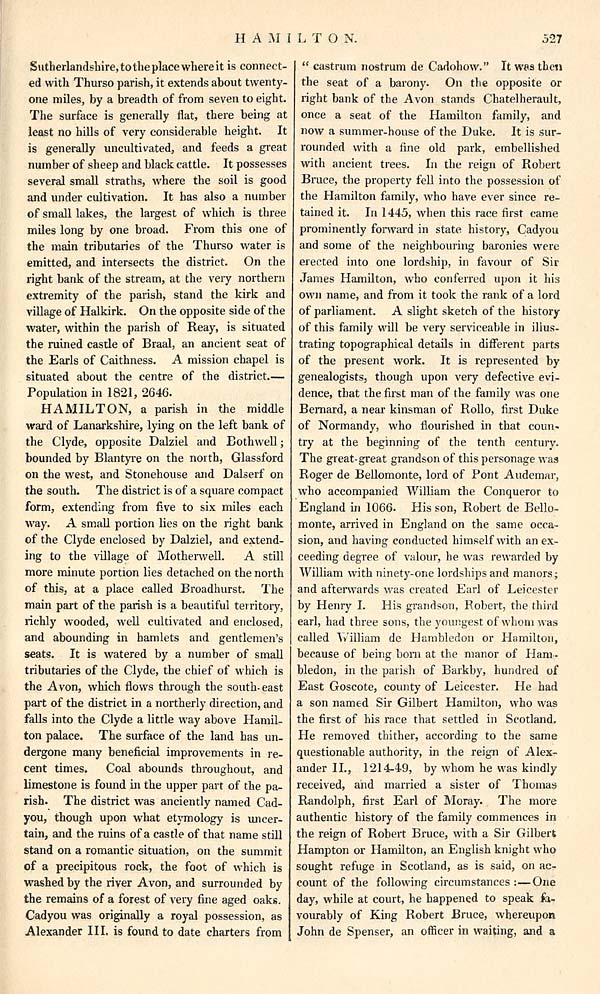 HAMILTON. 527
Sutherlandshire, to the place where it is connect-
ed with Thurso parish, it extends about twenty-
one miles, by a breadth of from seven to eight.
The surface is generally flat, there being at
least no hills of very considerable height. It
is generally uncultivated, and feeds a great
number of sheep and black cattle. It possesses
several small straths, where the soil is good
and under cultivation. It has also a number
of small lakes, the largest of which is three
miles long by one broad. From this one of
the main tributaries of the Thurso water is
emitted, and intersects the district. On the
right bank of the stream, at the very northern
extremity of the parish, stand the kirk and
village of Halkirk. On the opposite side of the
water, within the parish of Reay, is situated
the ruined castle of Braal, an ancient seat of
the Earls of Caithness. A mission chapel is
situated about the centre of the district.—
Population in 1821, 2646.
HAMILTON, a parish in the middle
ward of Lanarkshire, lying on the left bank of
the Clyde, opposite Dalziel and Bothwell;
bounded by Blantyre on the north, Glassford
on the west, and Stonehouse and Dalserf on
the south. The district is of a square compact
form, extending from five to six miles each
way. A small portion lies on the right bank
of the Clyde enclosed by Dalziel, and extend-
ing to the village of Motherwell. A still
more minute portion lies detached on the north
of this, at a place called Broadhurst. The
main part of the parish is a beautiful territory,
richly wooded, well cultivated and enclosed,
and abounding in hamlets and gentlemen's
seats. It is watered by a number of small
tributaries of the Clyde, the chief of which is
the Avon, which flows through the south-east
part of the district in a northerly direction, and
falls into the Clyde a little way above Hamil-
ton palace. The surface of the land has un-
dergone many beneficial improvements in re-
cent times. Coal abounds throughout, and
limestone is found in the upper part of the pa-
rish. The district was anciently named Cad-
you, though upon what etymology is uncer-
tain, and the ruins of a castle of that name still
stand on a romantic situation, on the summit
of a precipitous rock, the foot of which is
washed by the river Avon, and surrounded by
the remains of a forest of very fine aged oaks.
Cadyou was originally a royal possession, as
Alexander III. is found to date charters from
" castrum nostrum de Cadohow." It was then
the seat of a barony. On the opposite or
right bank of the Avon stands Chatelherault,
once a seat of the Hamilton family, and
now a summer-house of the Duke. It is sur-
rounded with a fine old park, embellished
with ancient trees. In the reign of Robert
Bruce, the property fell into the possession of
the Hamilton family, who have ever since re-
tained it. In 1445, when this race first came
prominently forward in state history, Cadyou
and some of the neighbouring baronies were
erected into one lordship, in favour of Sir
James Hamilton, who conferred upon it his
own name, and from it took the rank of a lord
of parliament. A slight sketch of the history
of this family will be very serviceable in illus-
trating topographical details in different parts
of the present work. It is represented by
genealogists, though upon very defective evi-
dence, that the first man of the family was one
Bernard, a near kinsman of Rollo, first Duke
of Normandy, who flourished in that coun-
try at the beginning of the tenth century.
The great-great grandson of this personage was
Roger de Bellomonte, lord of Pont Audemar,
who accompanied William the Conqueror to
England in 1066. His son, Robert de Bello-
monte, arrived in England on the same occa-
sion, and having conducted himself with an ex-
ceeding degree of valour, he was rewarded by
William with ninety-one lordships and manors;
and afterwards was created Earl of Leicester
by Henry I. His grandson, Robert, the third
earl, had three sons, the youngest of whom was
called William de Hambledon or Hamilton,
because of being born at the manor of Ham-
bledon, in the parish of Barkby, hundred of
East Goscote, county of Leicester. He had
a son named Sir Gilbert Hamilton, who was
the first of his race that settled in Scotland.
He removed thither, according to the same
questionable authority, in the reign of Alex-
ander II., 1214-49, by whom he was kindly
received, and married a sister of Thomas
Randolph, first Earl of Moray. The more
authentic history of the family commences in
the reign of Robert Bruce, with a Sir Gilbert
Hampton or Hamilton, an English knight who
sought refuge in Scotland, as is said, on ac-
count of the following circumstances:—One
day, while at court, he happened to speak fa-
vourably of King Robert Bruce, whereupon
John de Spenser, an officer in waiting, and a